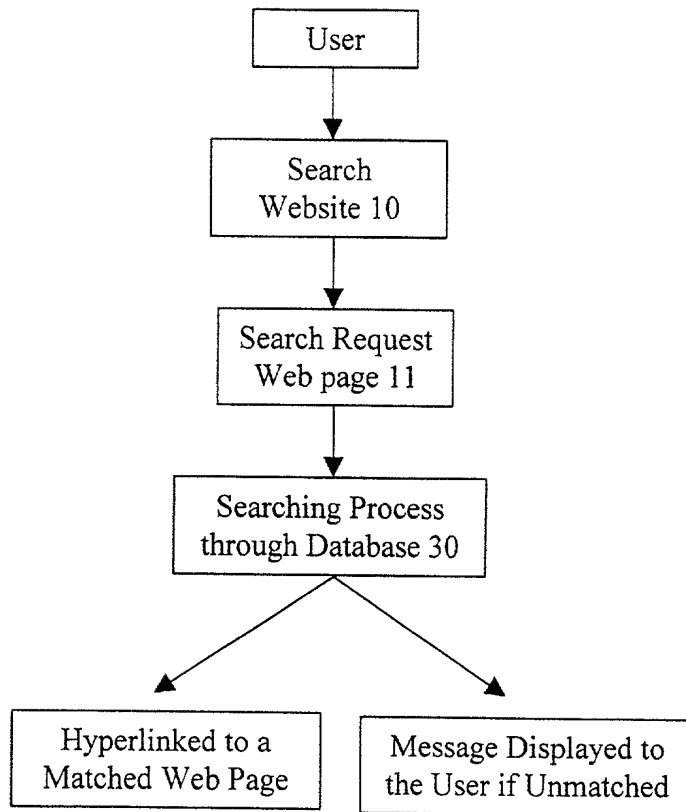 User
Search
Website 10
Search Request
Web page 11
Searching Process
through Database 30
Hyperlinked to a
Matched Web Page
Message Displayed to
the User if Unmatched